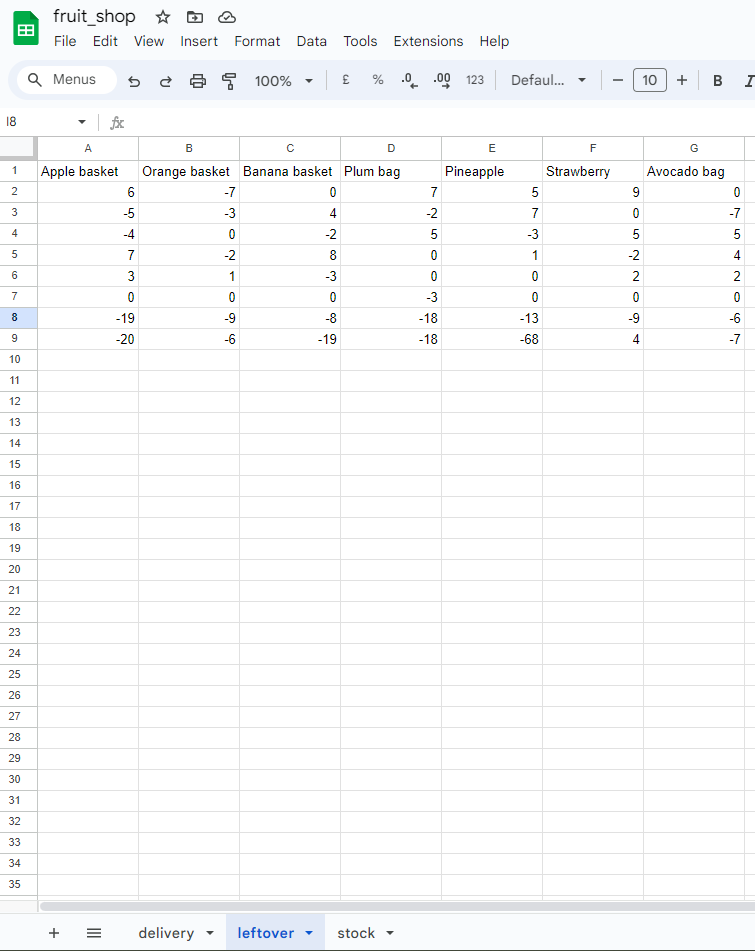 fruit_shop
File Edit View Insert Format Data Tools Extensions Help
Menus 100% £ % .0 .00 123 Defaul... − 10 + B I
I8 fx
A B C D E F G
1 Apple basket Orange basket Banana basket Plum bag Pineapple Strawberry Avocado bag
2 6 -7 0 7 5 9 0
3 -5 -3 4 -2 7 0 -7
4 -4 0 -2 5 -3 5 5
5 7 -2 8 0 1 -2 4
6 3 1 -3 0 0 2 2
7 0 0 0 -3 0 0 0
8 -19 -9 -8 -18 -13 -9 -6
9 -20 -6 -19 -18 -68 4 -7
10
11
12
13
14
15
16
17
18
19
20
21
22
23
24
25
26
27
28
29
30
31
32
33
34
35
+ delivery leftover stock